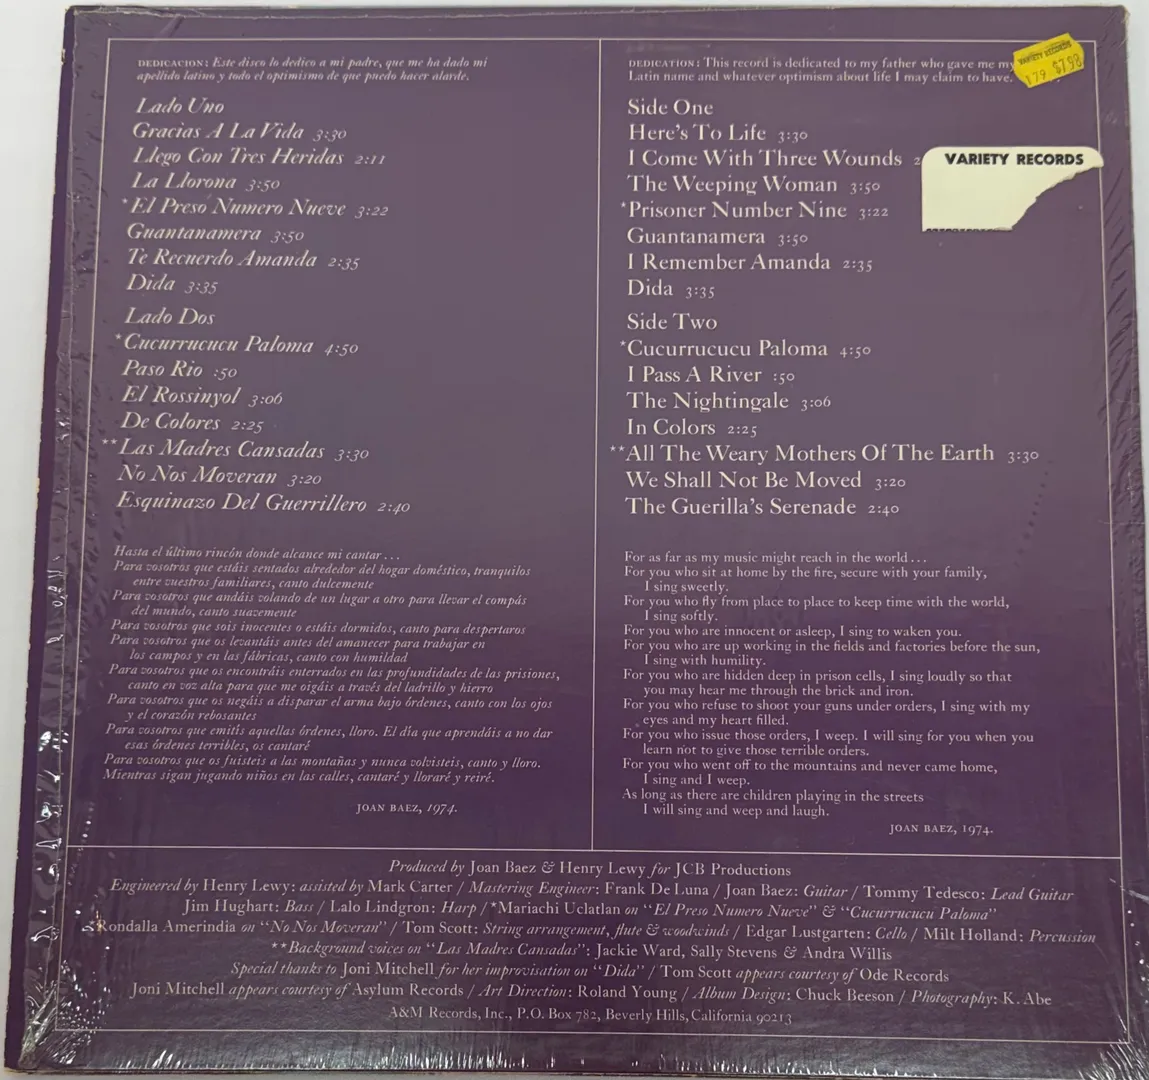 DEDICACION: Este disco lo dedico a mi padre, que me ha dado mi
apellido latino y todo el optimismo de que puedo hacer alarde.
Lado Uno
Gracias A La Vida 3:30
Llego Con Tres Heridas 2:11
La Llorona 3:50
*El Preso Numero Nueve 3:22
Guantanamera 3:50
Te Recuerdo Amanda 2:35
Dida 3:35
Lado Dos
*Cucurrucucu Paloma 4:50
Paso Rio :50
El Rossinyol 3:06
De Colores 2:25
**Las Madres Cansadas 3:30
No Nos Moveran 3:20
Esquinazo Del Guerrillero 2:40
Hasta el último rincón donde alcance mi cantar...
Para vosotros que estáis sentados alrededor del hogar doméstico, tranquilos
entre vuestros familiares, canto dulcemente
Para vosotros que andáis volando de un lugar a otro para llevar el compás
del mundo, canto suavemente
Para vosotros que sois inocentes o estáis dormidos, canto para despertaros
Para vosotros que os levantáis antes del amanecer para trabajar en
los campos y en las fábricas, canto con humildad
Para vosotros que os encontráis enterrados en las profundidades de las prisiones,
canto en voz alta para que me oigáis a través del ladrillo y hierro
Para vosotros que os negáis a disparar el arma bajo órdenes, canto con los ojos
y el corazón rebosantes
Para vosotros que emitís aquellas órdenes, lloro. El día que aprendáis a no dar
esas órdenes terribles, os cantaré
Para vosotros que os fuisteis a las montañas y nunca volvisteis, canto y lloro.
Mientras sigan jugando niños en las calles, cantaré y lloraré y reiré.
JOAN BAEZ, 1974.
DEDICATION: This record is dedicated to my father who gave me my
Latin name and whatever optimism about life I may claim to have.
VARIETY RECORDS
179 $7.98
Side One
Here's To Life 3:30
I Come With Three Wounds 2
VARIETY RECORDS
The Weeping Woman 3:50
*Prisoner Number Nine 3:22
Guantanamera 3:50
I Remember Amanda 2:35
Dida 3:35
Side Two
*Cucurrucucu Paloma 4:50
I Pass A River :50
The Nightingale 3:06
In Colors 2:25
**All The Weary Mothers Of The Earth 3:30
We Shall Not Be Moved 3:20
The Guerilla's Serenade 2:40
For as far as my music might reach in the world...
For you who sit at home by the fire, secure with your family,
I sing sweetly.
For you who fly from place to place to keep time with the world,
I sing softly.
For you who are innocent or asleep, I sing to waken you.
For you who are up working in the fields and factories before the sun,
I sing with humility.
For you who are hidden deep in prison cells, I sing loudly so that
you may hear me through the brick and iron.
For you who refuse to shoot your guns under orders, I sing with my
eyes and my heart filled.
For you who issue those orders, I weep. I will sing for you when you
learn not to give those terrible orders.
For you who went off to the mountains and never came home,
I sing and I weep.
As long as there are children playing in the streets
I will sing and weep and laugh.
JOAN BAEZ, 1974.
Produced by Joan Baez & Henry Lewy for JCB Productions
Engineered by Henry Lewy: assisted by Mark Carter / Mastering Engineer: Frank De Luna / Joan Baez: Guitar / Tommy Tedesco: Lead Guitar
Jim Hughart: Bass / Lalo Lindgron: Harp / *Mariachi Uclatlan on "El Preso Numero Nueve" & "Cucurrucucu Paloma"
Rondalla Amerindia on "No Nos Moveran" / Tom Scott: String arrangement, flute & woodwinds / Edgar Lustgarten: Cello / Milt Holland: Percussion
**Background voices on "Las Madres Cansadas": Jackie Ward, Sally Stevens & Andra Willis
Special thanks to Joni Mitchell for her improvisation on "Dida" / Tom Scott appears courtesy of Ode Records
Joni Mitchell appears courtesy of Asylum Records / Art Direction: Roland Young / Album Design: Chuck Beeson / Photography: K. Abe
A&M Records, Inc., P.O. Box 782, Beverly Hills, California 90213